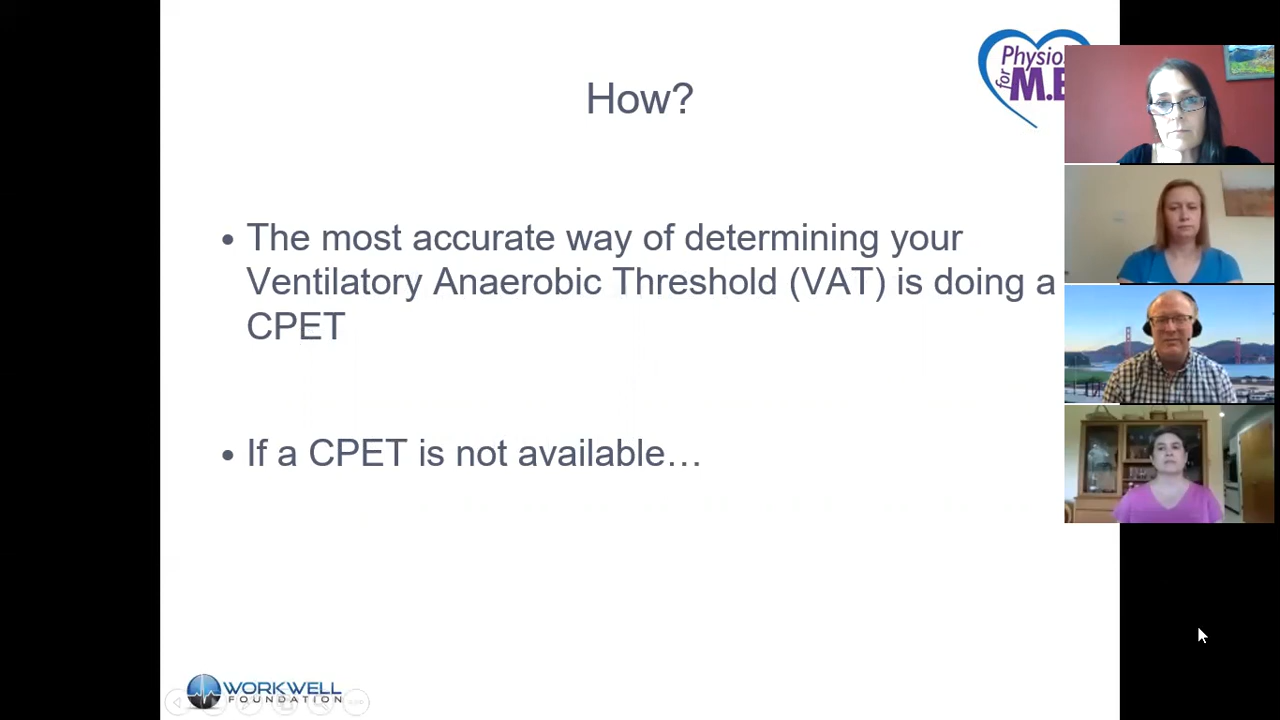 How?
Physio
for
M.E
• The most accurate way of determining your
Ventilatory Anaerobic Threshold (VAT) is doing a
CPET
• If a CPET is not available…
WORKWELL
FOUNDATION